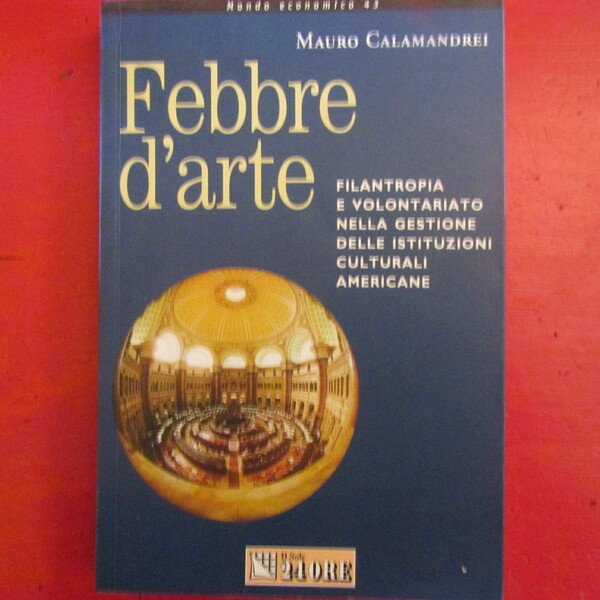 Mondo economico 43
MAURO CALAMANDREI
Febbre
d'arte
FILANTROPIA
E VOLONTARIATO
NELLA GESTIONE
DELLE ISTITUZIONI
CULTURALI
AMERICANE
Il Sole
24 ORE